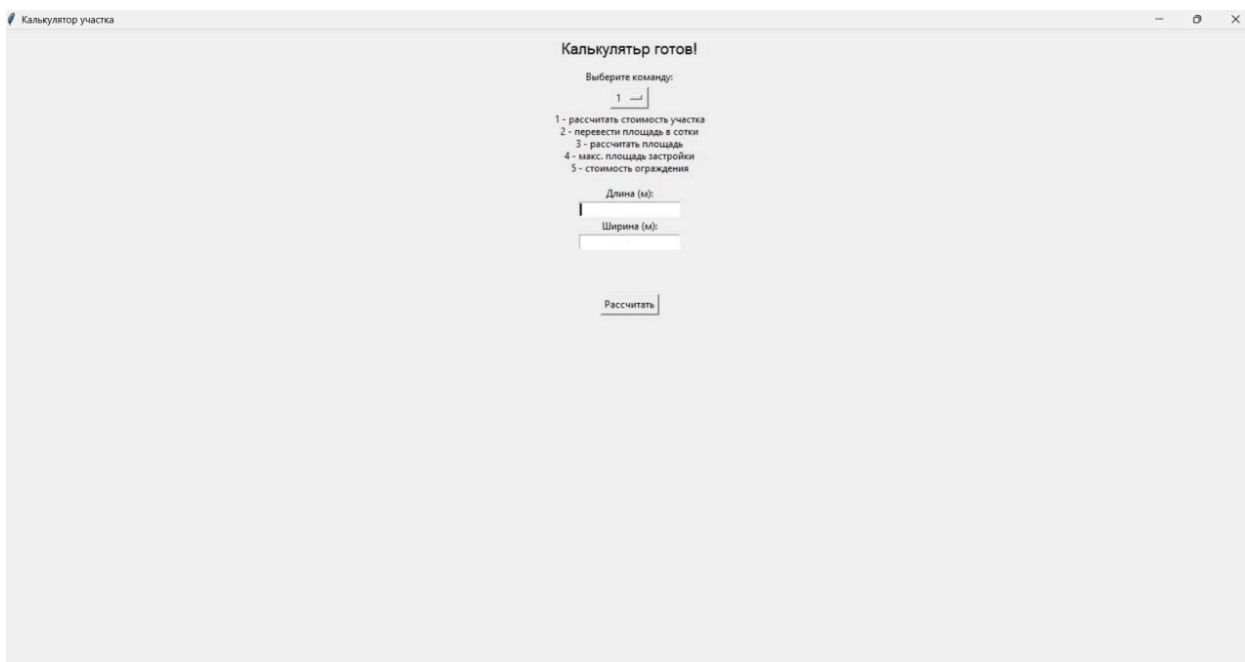 Калькулятор участка
Калькулятьр готов!
Выберите команду:
1
1 - рассчитать стоимость участка
2 - перевести площадь в сотки
3 - рассчитать площадь
4 - макс. площадь застройки
5 - стоимость ограждения
Длина (м):
Ширина (м):
Рассчитать